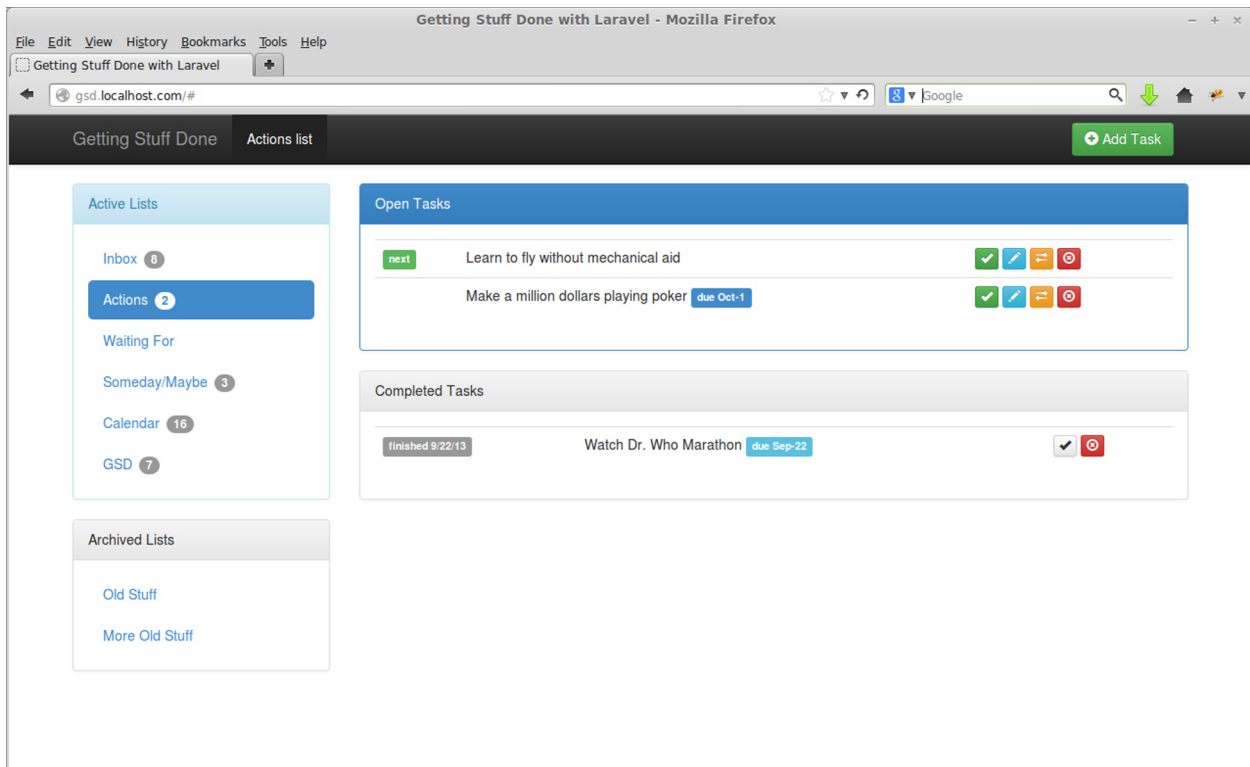 Getting Stuff Done with Laravel - Mozilla Firefox
File Edit View History Bookmarks Tools Help
Getting Stuff Done with Laravel
gsd.localhost.com/#
Google
Getting Stuff Done Actions list Add Task
Active Lists
Inbox 8
Actions 2
Waiting For
Someday/Maybe 3
Calendar 16
GSD 7
Archived Lists
Old Stuff
More Old Stuff
Open Tasks
next Learn to fly without mechanical aid
Make a million dollars playing poker due Oct-1
Completed Tasks
finished 9/22/13 Watch Dr. Who Marathon due Sep-22